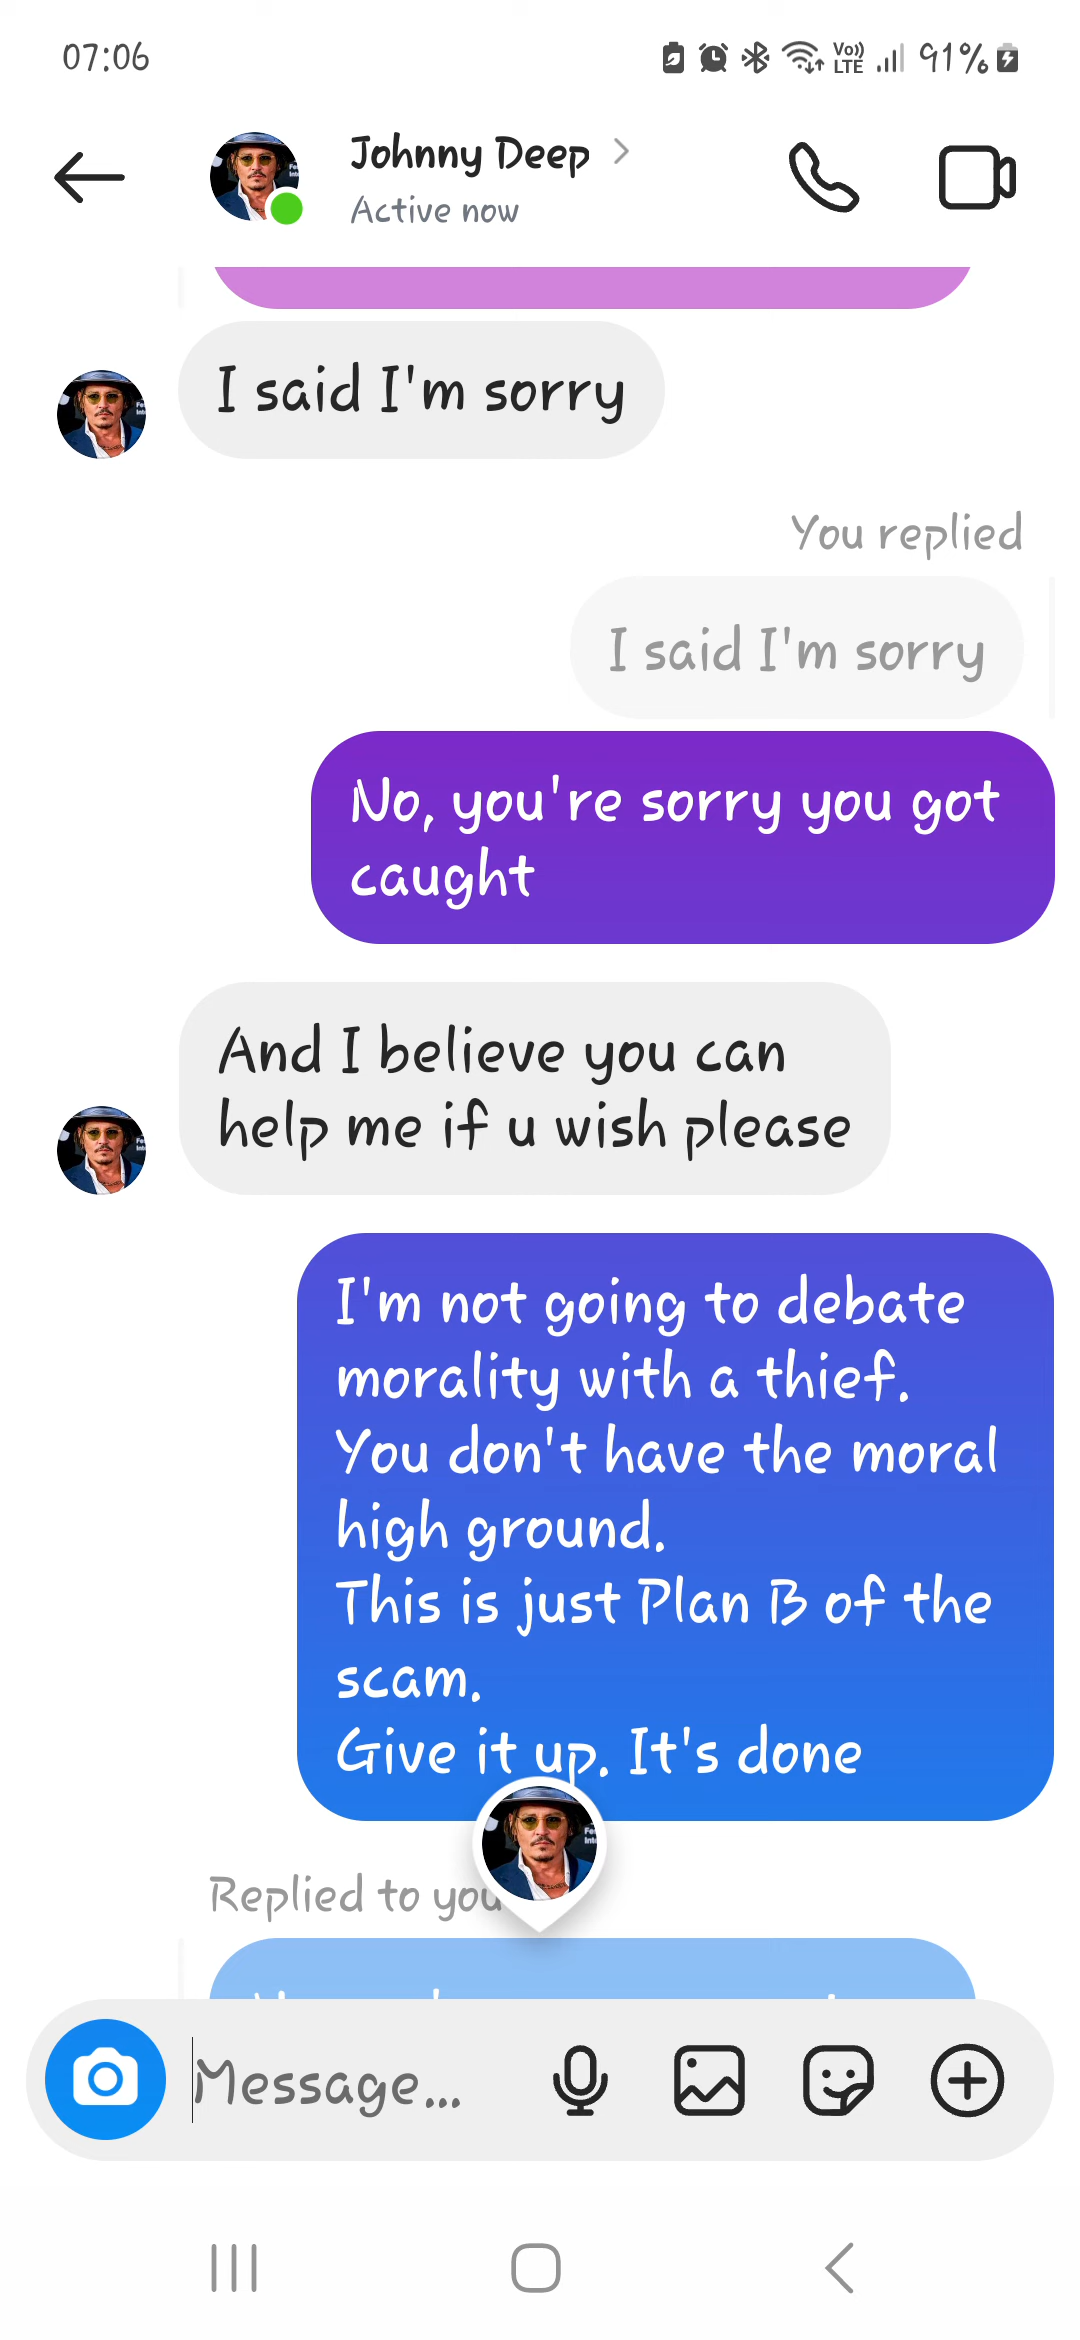 07:06
Vo))
LTE
91%
Johnny Deep
Active now
I said I'm sorry
You replied
I said I'm sorry
No, you're sorry you got
caught
And I believe you can
help me if u wish please
I'm not going to debate
morality with a thief.
You don't have the moral
high ground.
This is just Plan B of the
scam.
Give it up. It's done
Replied to you
Message...